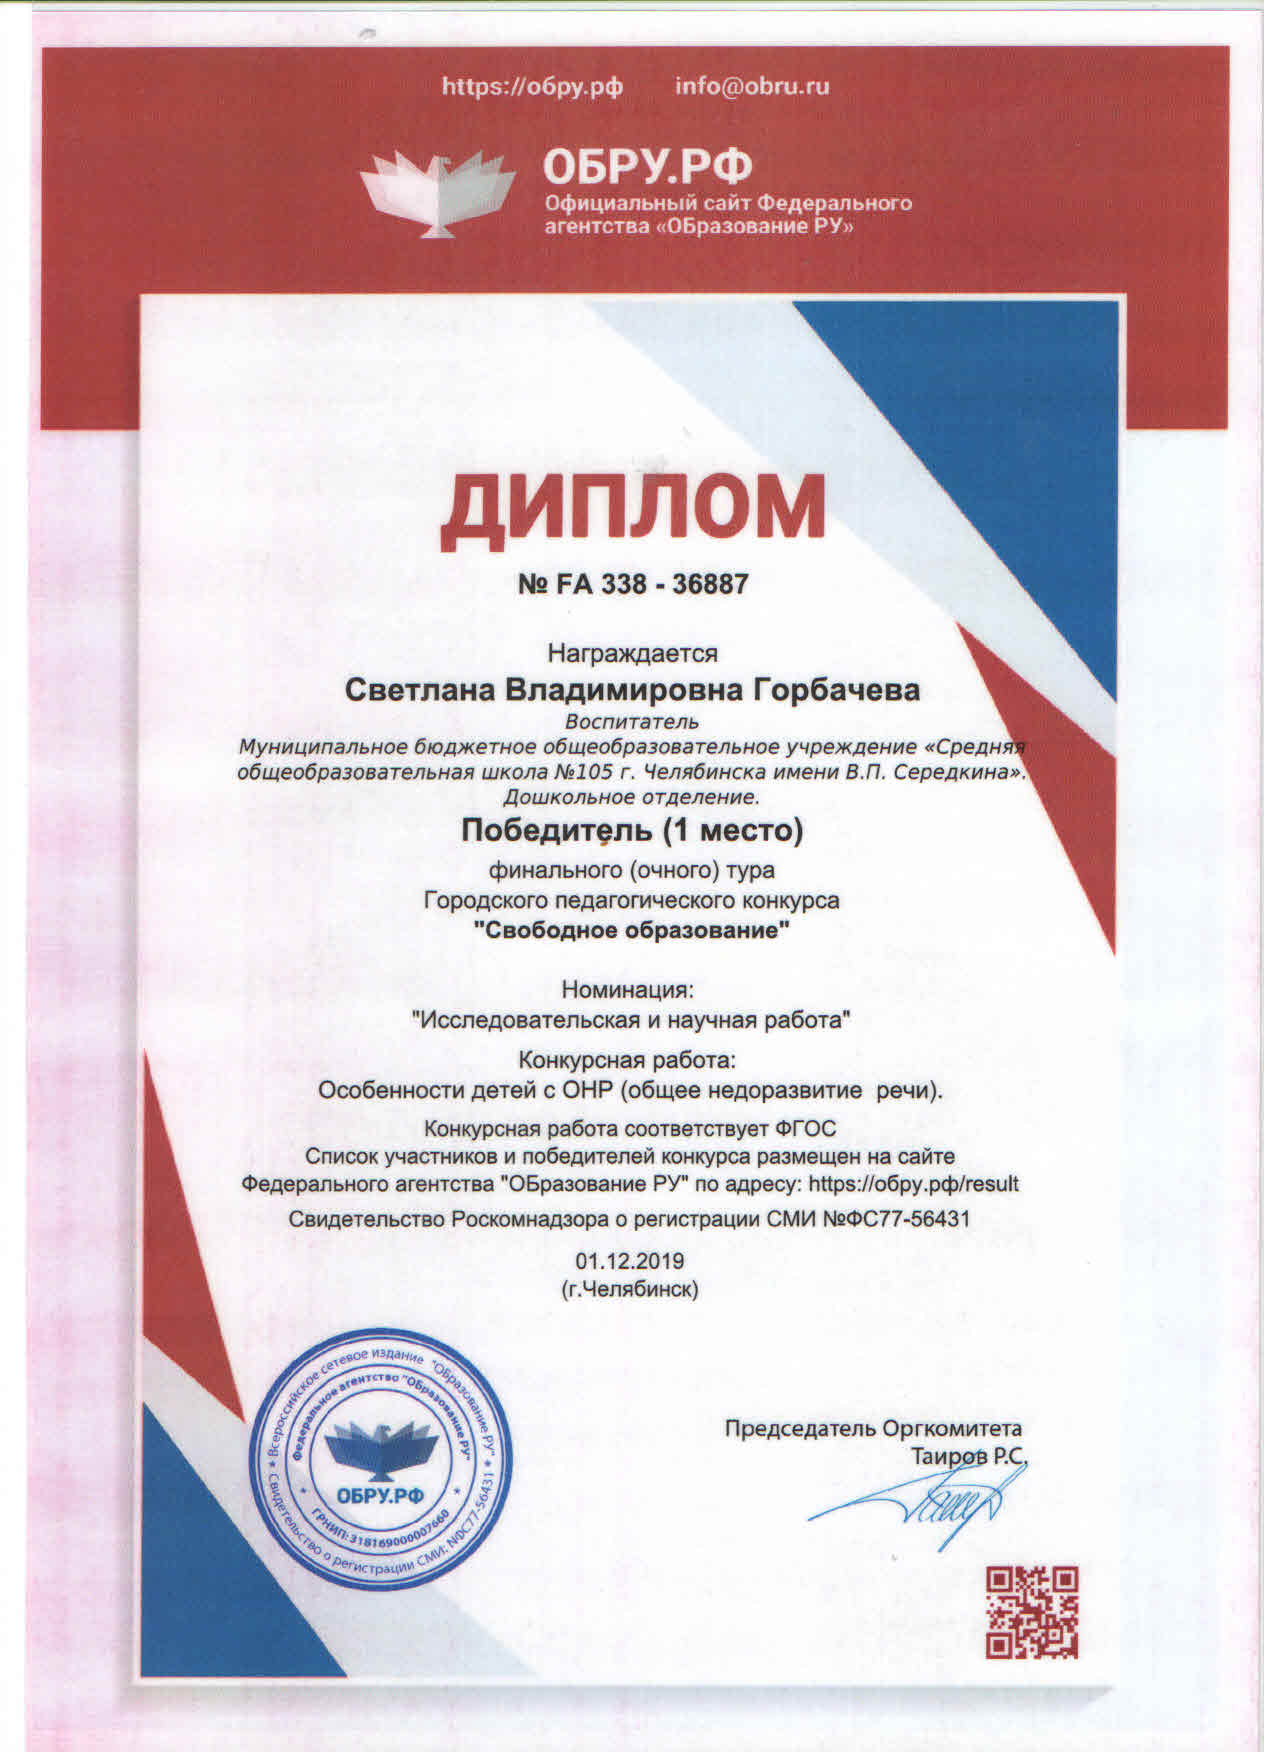 https://обру.рф info@obru.ru
ОБРУ.РФ
Официальный сайт Федерального
агентства «ОБразование РУ»
ДИПЛОМ
№ FA 338 - 36887
Награждается
Светлана Владимировна Горбачева
Воспитатель
Муниципальное бюджетное общеобразовательное учреждение «Средняя
общеобразовательная школа №105 г. Челябинска имени В.П. Середкина».
Дошкольное отделение.
Победитель (1 место)
финального (очного) тура
Городского педагогического конкурса
"Свободное образование"
Номинация:
"Исследовательская и научная работа"
Конкурсная работа:
Особенности детей с ОНР (общее недоразвитие  речи).
Конкурсная работа соответствует ФГОС
Список участников и победителей конкурса размещен на сайте
Федерального агентства "ОБразование РУ" по адресу: https://обру.рф/result
Свидетельство Роскомнадзора о регистрации СМИ №ФС77-56431
01.12.2019
(г.Челябинск)
Всероссийское сетевое издание "ОБразование РУ"
Свидетельство о регистрации СМИ: №ФС77-56431
Федеральное агентство "ОБразование РУ"
ОБРУ.РФ
ГРНИП: 318169000007660
Председатель Оргкомитета
Таиров Р.С.